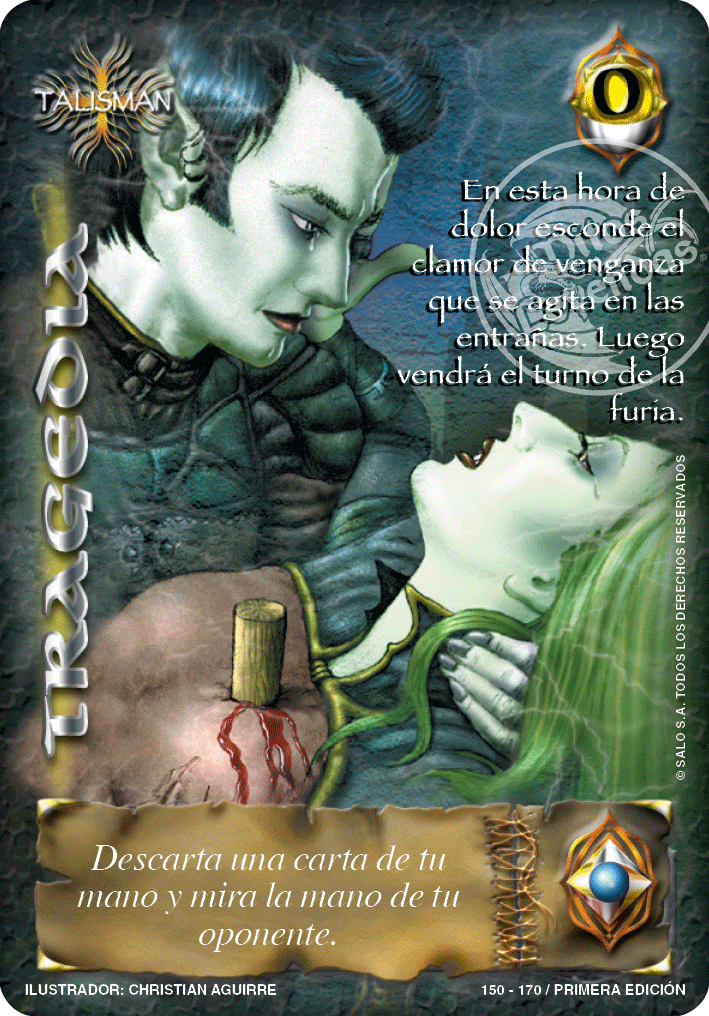 TALISMAN
0
En esta hora de
dolor esconde el
clamor de venganza
que se agita en las
entrañas. Luego
vendrá el turno de la
furia.
TRAGEDIA
© SALO S.A. TODOS LOS DERECHOS RESERVADOS
Descarta una carta de tu
mano y mira la mano de tu
oponente.
ILUSTRADOR: CHRISTIAN AGUIRRE
150 - 170 / PRIMERA EDICIÓN